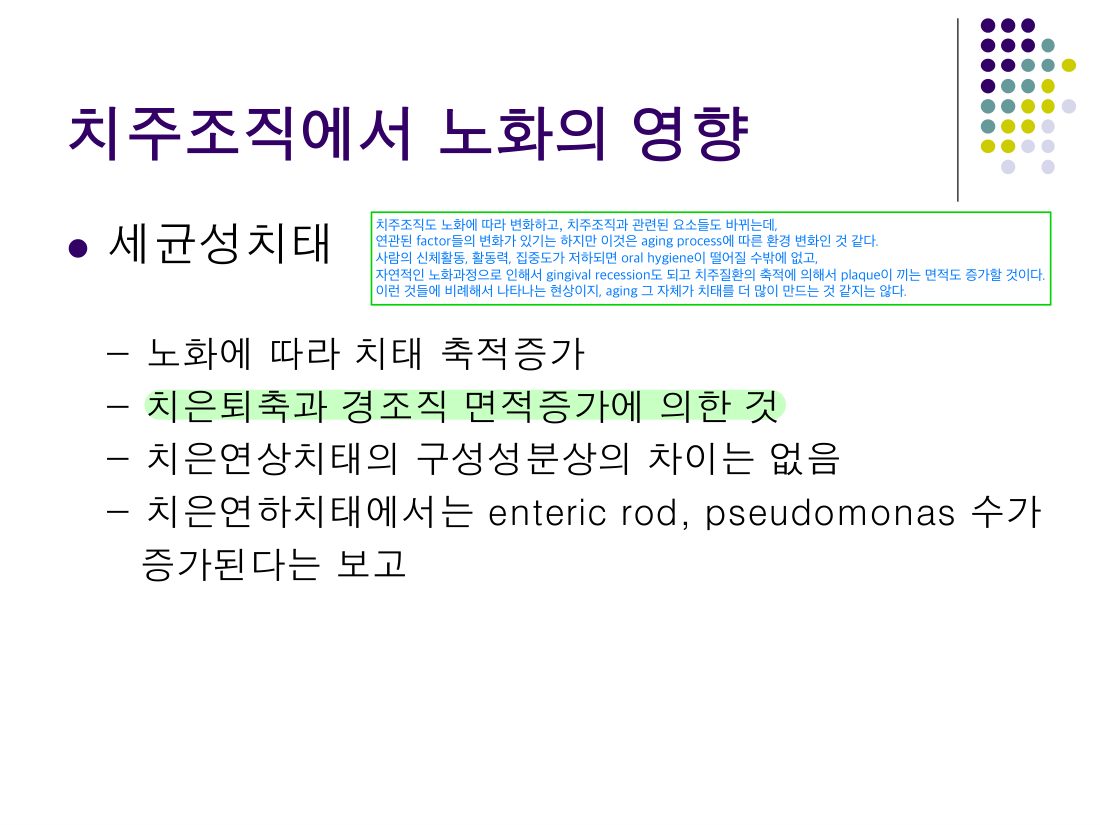 치주조직에서 노화의 영향
● 세균성치태
치주조직도 노화에 따라 변화하고, 치주조직과 관련된 요소들도 바뀌는데,
연관된 factor들의 변화가 있기는 하지만 이것은 aging process에 따른 환경 변화인 것 같다.
사람의 신체활동, 활동력, 집중도가 저하되면 oral hygiene이 떨어질 수밖에 없고,
자연적인 노화과정으로 인해서 gingival recession도 되고 치주질환의 축적에 의해서 plaque이 끼는 면적도 증가할 것이다.
이런 것들에 비례해서 나타나는 현상이지, aging 그 자체가 치태를 더 많이 만드는 것 같지는 않다.
– 노화에 따라 치태 축적증가
– 치은퇴축과 경조직 면적증가에 의한 것
– 치은연상치태의 구성성분상의 차이는 없음
– 치은연하치태에서는 enteric rod, pseudomonas 수가
증가된다는 보고